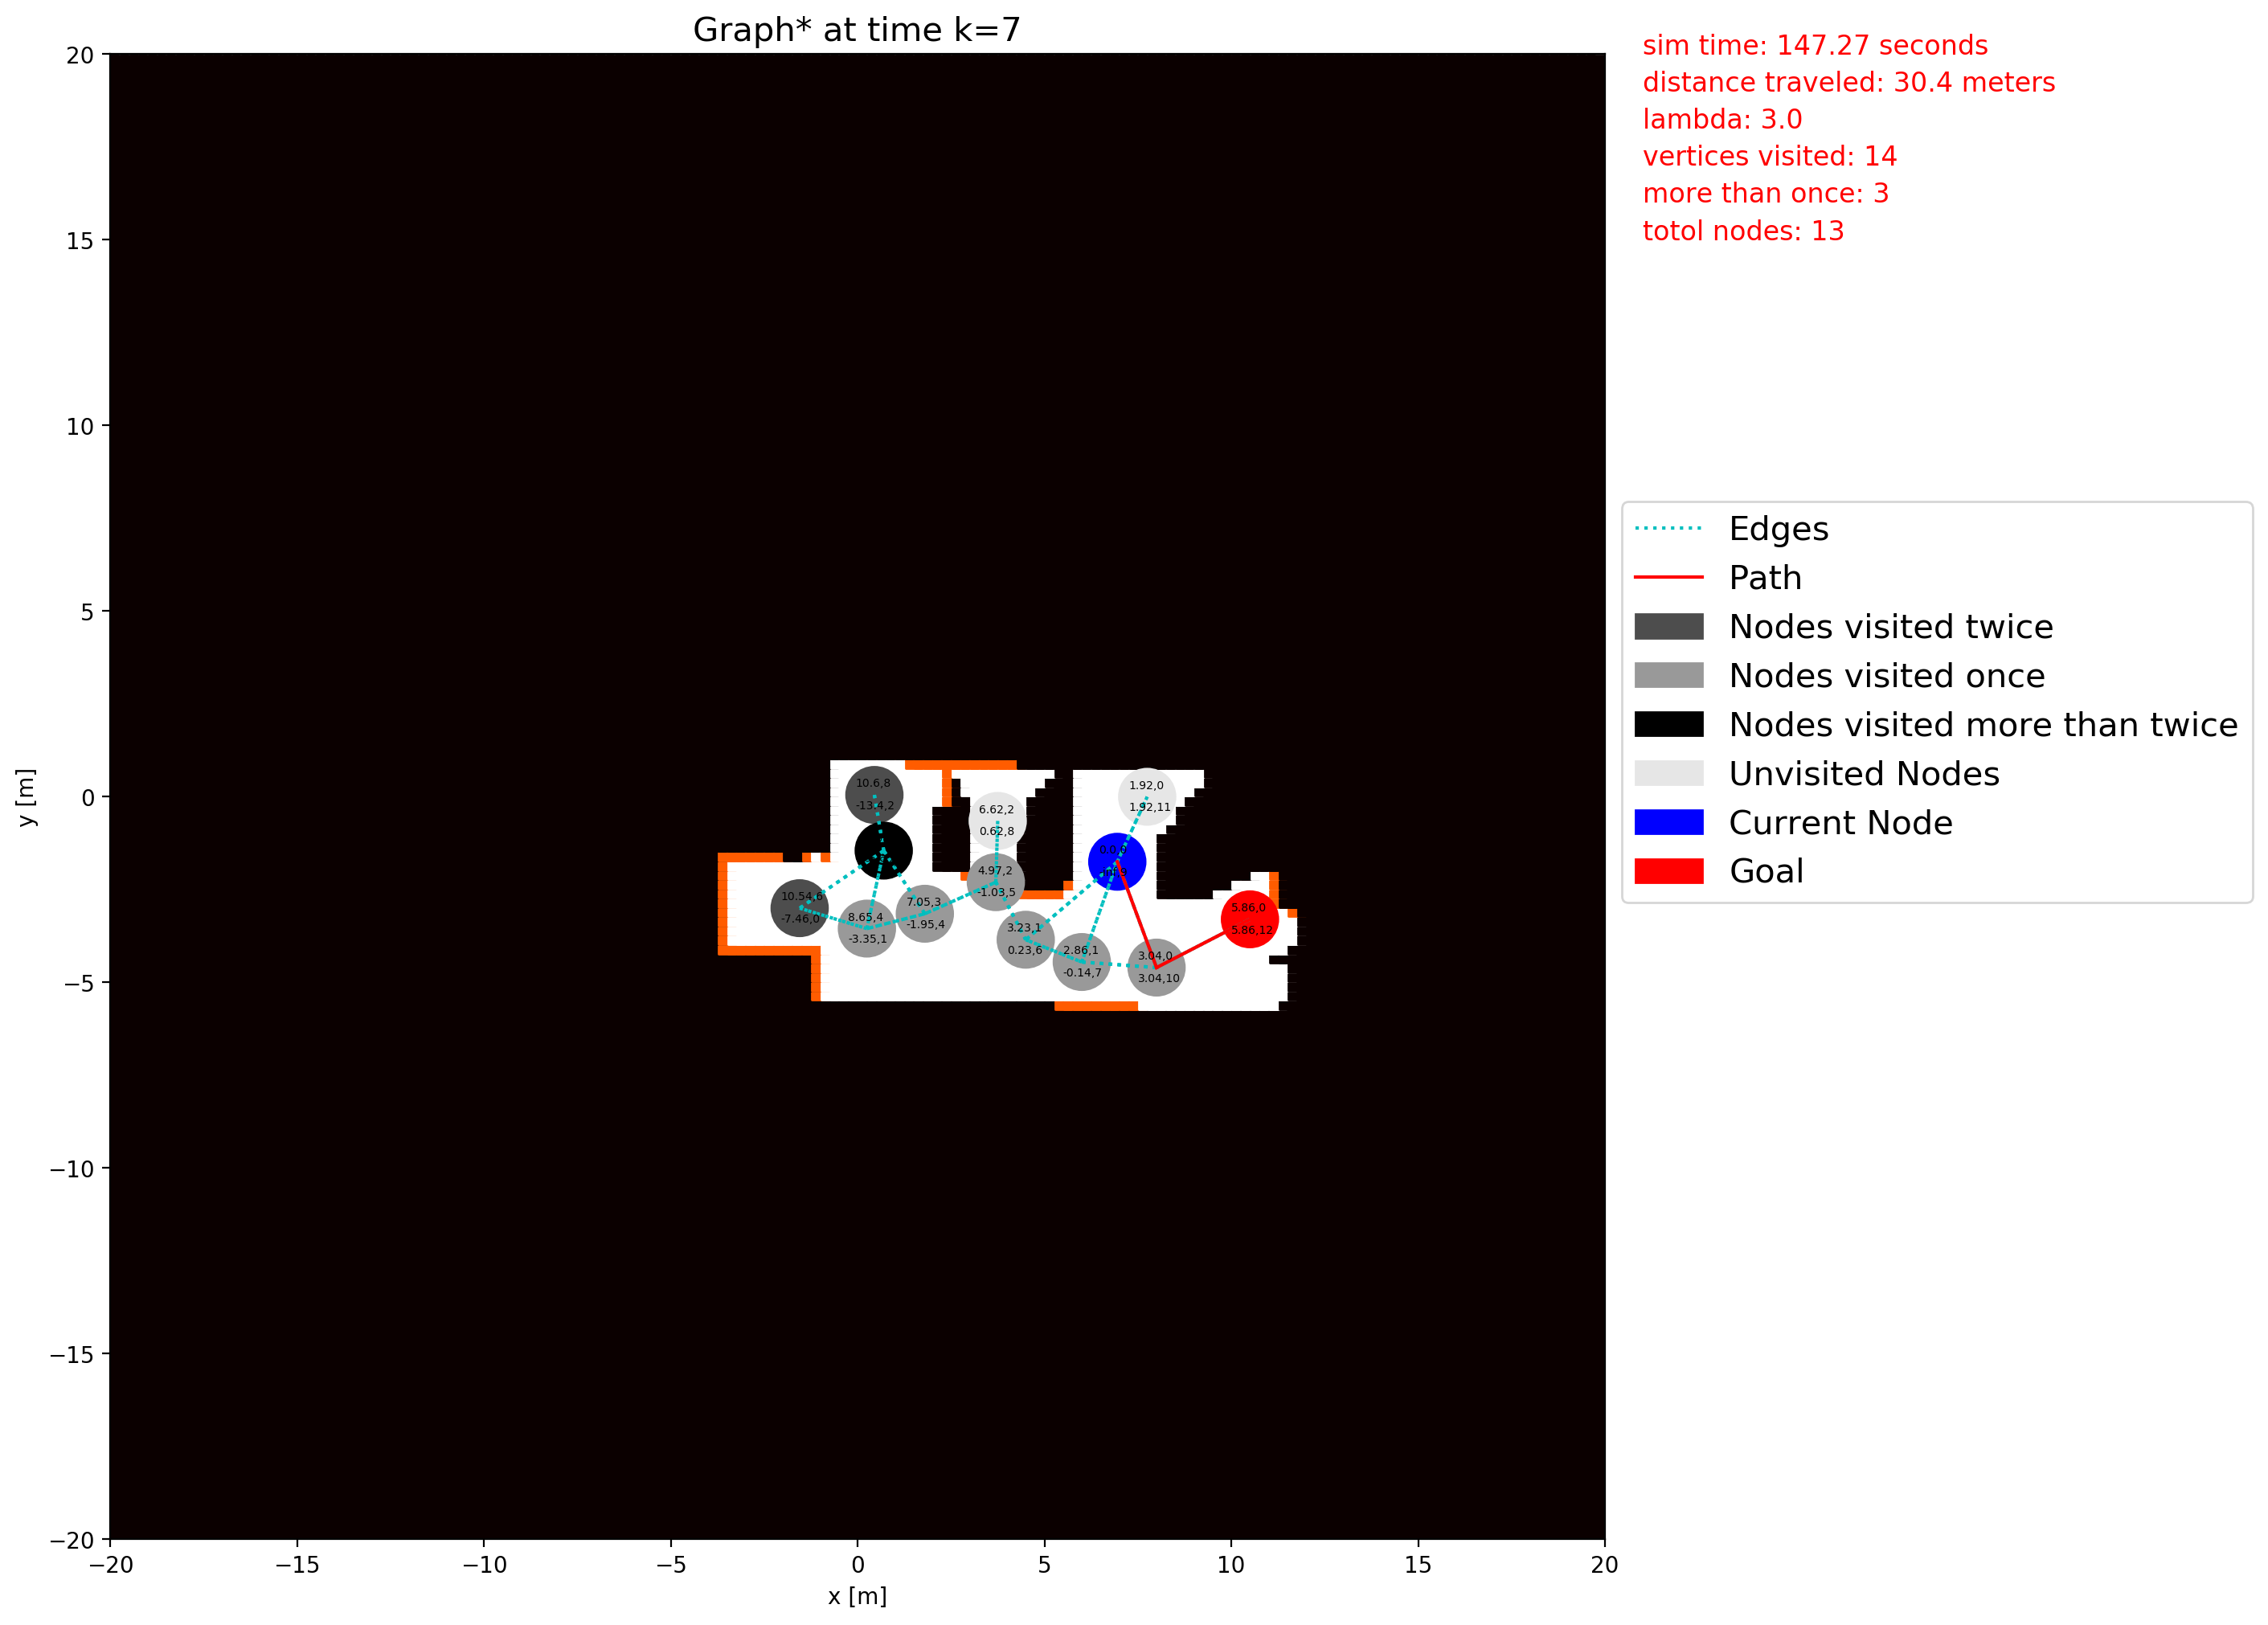 Graph* at time k=7
sim time: 147.27 seconds
distance traveled: 30.4 meters
lambda: 3.0
vertices visited: 14
more than once: 3
totol nodes: 13
Edges
Path
Nodes visited twice
Nodes visited once
Nodes visited more than twice
Unvisited Nodes
Current Node
Goal
20
15
10
5
0
−5
−10
−15
−20
y [m]
−20 −15 −10 −5 0 5 10 15 20
x [m]
10.6,8
1.92,0
1.92,11
6.62,2
0.62,8
4.97,2
-1.03,5
10.54,6
-7.46,0
7.05,3
-1.95,4
8.65,4
-3.35,1
5.86,0
5.86,12
3.23,1
0.23,6
2.86,1
-0.14,7
3.04,0
3.04,10